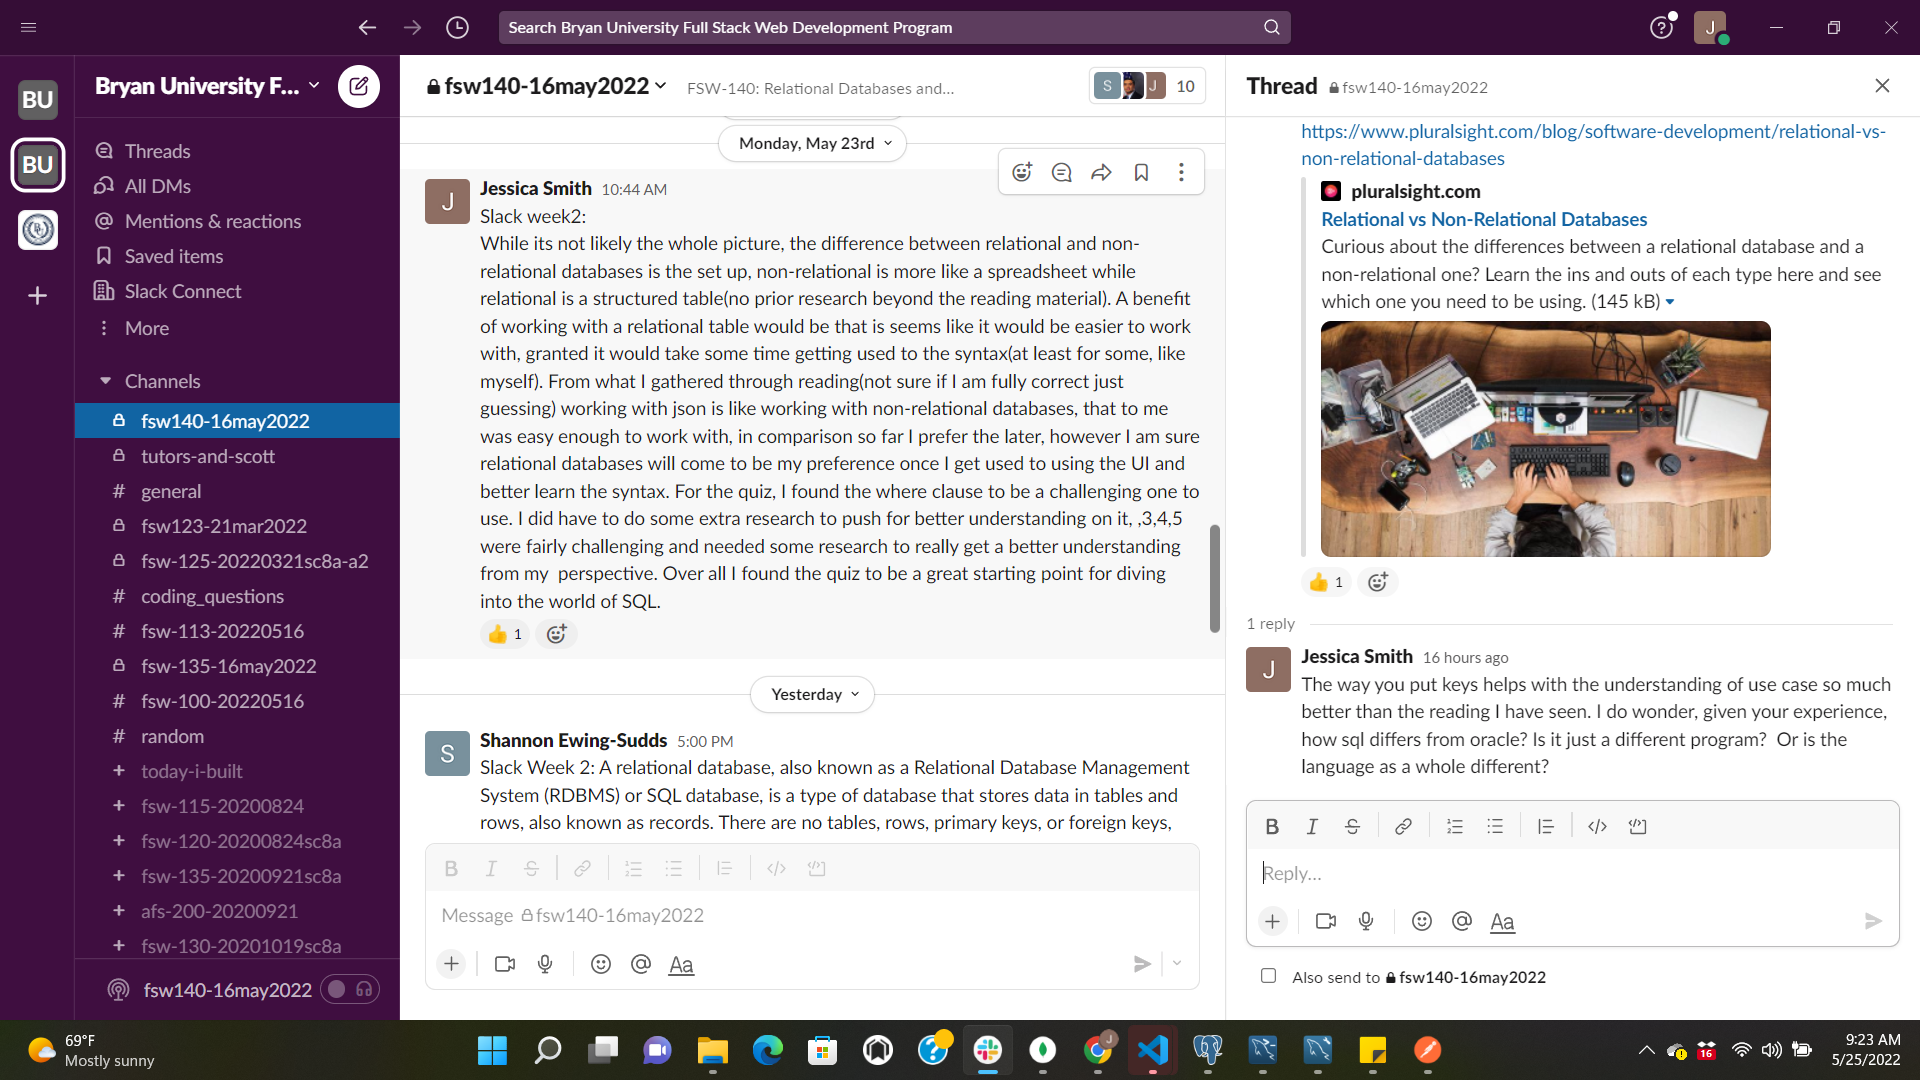 Search Bryan University Full Stack Web Development Program
J
BU
BU
Bryan University F...
Threads
All DMs
Mentions & reactions
Saved items
Slack Connect
More
Channels
fsw140-16may2022
tutors-and-scott
# general
fsw123-21mar2022
fsw-125-20220321sc8a-a2
# coding_questions
# fsw-113-20220516
fsw-135-16may2022
# fsw-100-20220516
# random
+ today-i-built
+ fsw-115-20200824
+ fsw-120-20200824sc8a
+ fsw-135-20200921sc8a
+ afs-200-20200921
+ fsw-130-20201019sc8a
fsw140-16may2022
fsw140-16may2022
FSW-140: Relational Databases and...
S J 10
Monday, May 23rd
J
Jessica Smith 10:44 AM
Slack week2:
While its not likely the whole picture, the difference between relational and non-
relational databases is the set up, non-relational is more like a spreadsheet while
relational is a structured table(no prior research beyond the reading material). A benefit
of working with a relational table would be that is seems like it would be easier to work
with, granted it would take some time getting used to the syntax(at least for some, like
myself). From what I gathered through reading(not sure if I am fully correct just
guessing) working with json is like working with non-relational databases, that to me
was easy enough to work with, in comparison so far I prefer the later, however I am sure
relational databases will come to be my preference once I get used to using the UI and
better learn the syntax. For the quiz, I found the where clause to be a challenging one to
use. I did have to do some extra research to push for better understanding on it, ,3,4,5
were fairly challenging and needed some research to really get a better understanding
from my  perspective. Over all I found the quiz to be a great starting point for diving
into the world of SQL.
1
Yesterday
S
Shannon Ewing-Sudds 5:00 PM
Slack Week 2: A relational database, also known as a Relational Database Management
System (RDBMS) or SQL database, is a type of database that stores data in tables and
rows, also known as records. There are no tables, rows, primary keys, or foreign keys,
B I S
Message fsw140-16may2022
Aa
Thread fsw140-16may2022
https://www.pluralsight.com/blog/software-development/relational-vs-
non-relational-databases
pluralsight.com
Relational vs Non-Relational Databases
Curious about the differences between a relational database and a
non-relational one? Learn the ins and outs of each type here and see
which one you need to be using. (145 kB)
1
1 reply
J
Jessica Smith 16 hours ago
The way you put keys helps with the understanding of use case so much
better than the reading I have seen. I do wonder, given your experience,
how sql differs from oracle? Is it just a different program?  Or is the
language as a whole different?
B I S
Reply...
Aa
Also send to fsw140-16may2022
69°F
Mostly sunny
J
16
9:23 AM
5/25/2022